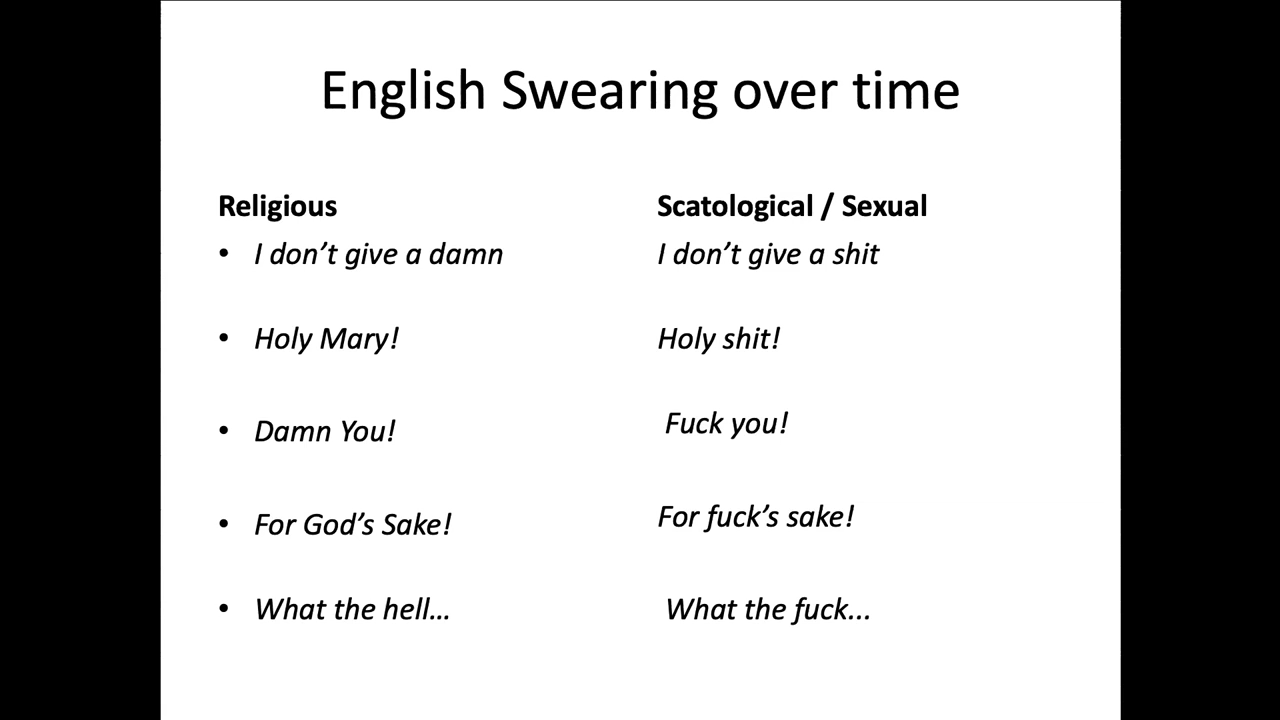 English Swearing over time
Religious
• I don’t give a damn
• Holy Mary!
• Damn You!
• For God’s Sake!
• What the hell…
Scatological / Sexual
I don’t give a shit
Holy shit!
Fuck you!
For fuck’s sake!
What the fuck...